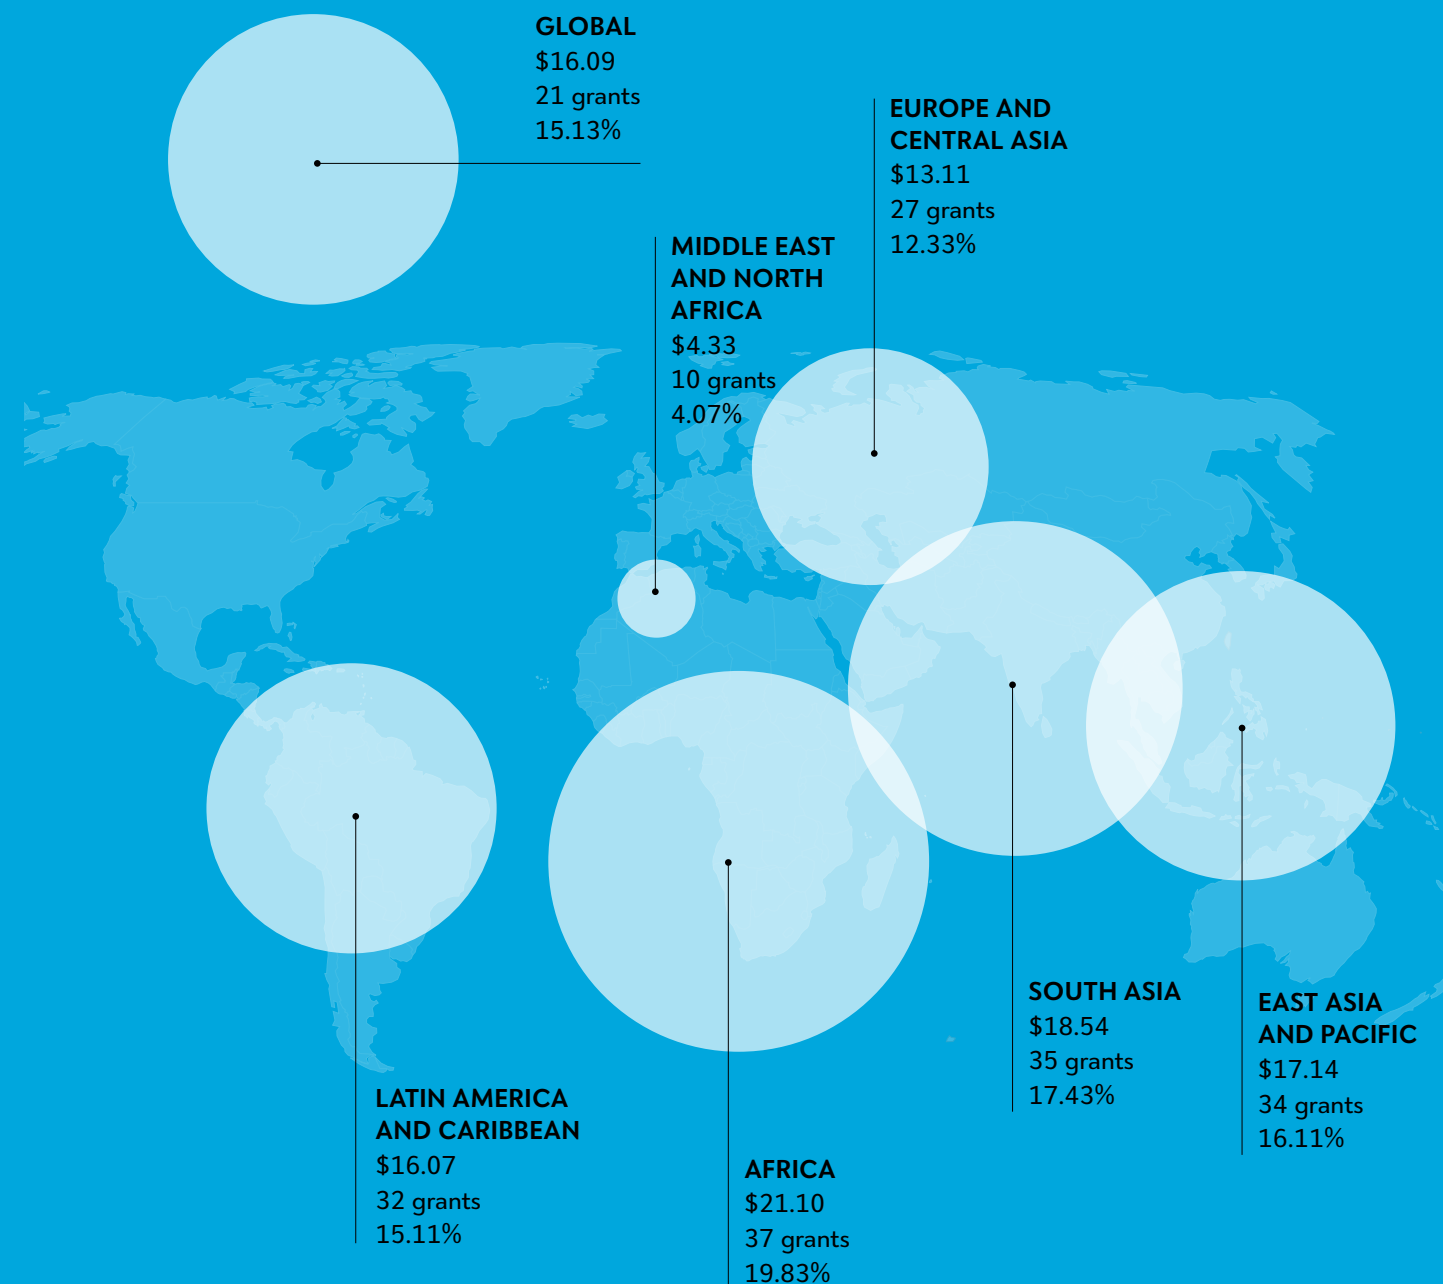 GLOBAL
$16.09
21 grants
15.13%
EUROPE AND
CENTRAL ASIA
$13.11
27 grants
12.33%
MIDDLE EAST
AND NORTH
AFRICA
$4.33
10 grants
4.07%
SOUTH ASIA
$18.54
35 grants
17.43%
EAST ASIA
AND PACIFIC
$17.14
34 grants
16.11%
LATIN AMERICA
AND CARIBBEAN
$16.07
32 grants
15.11%
AFRICA
$21.10
37 grants
19.83%